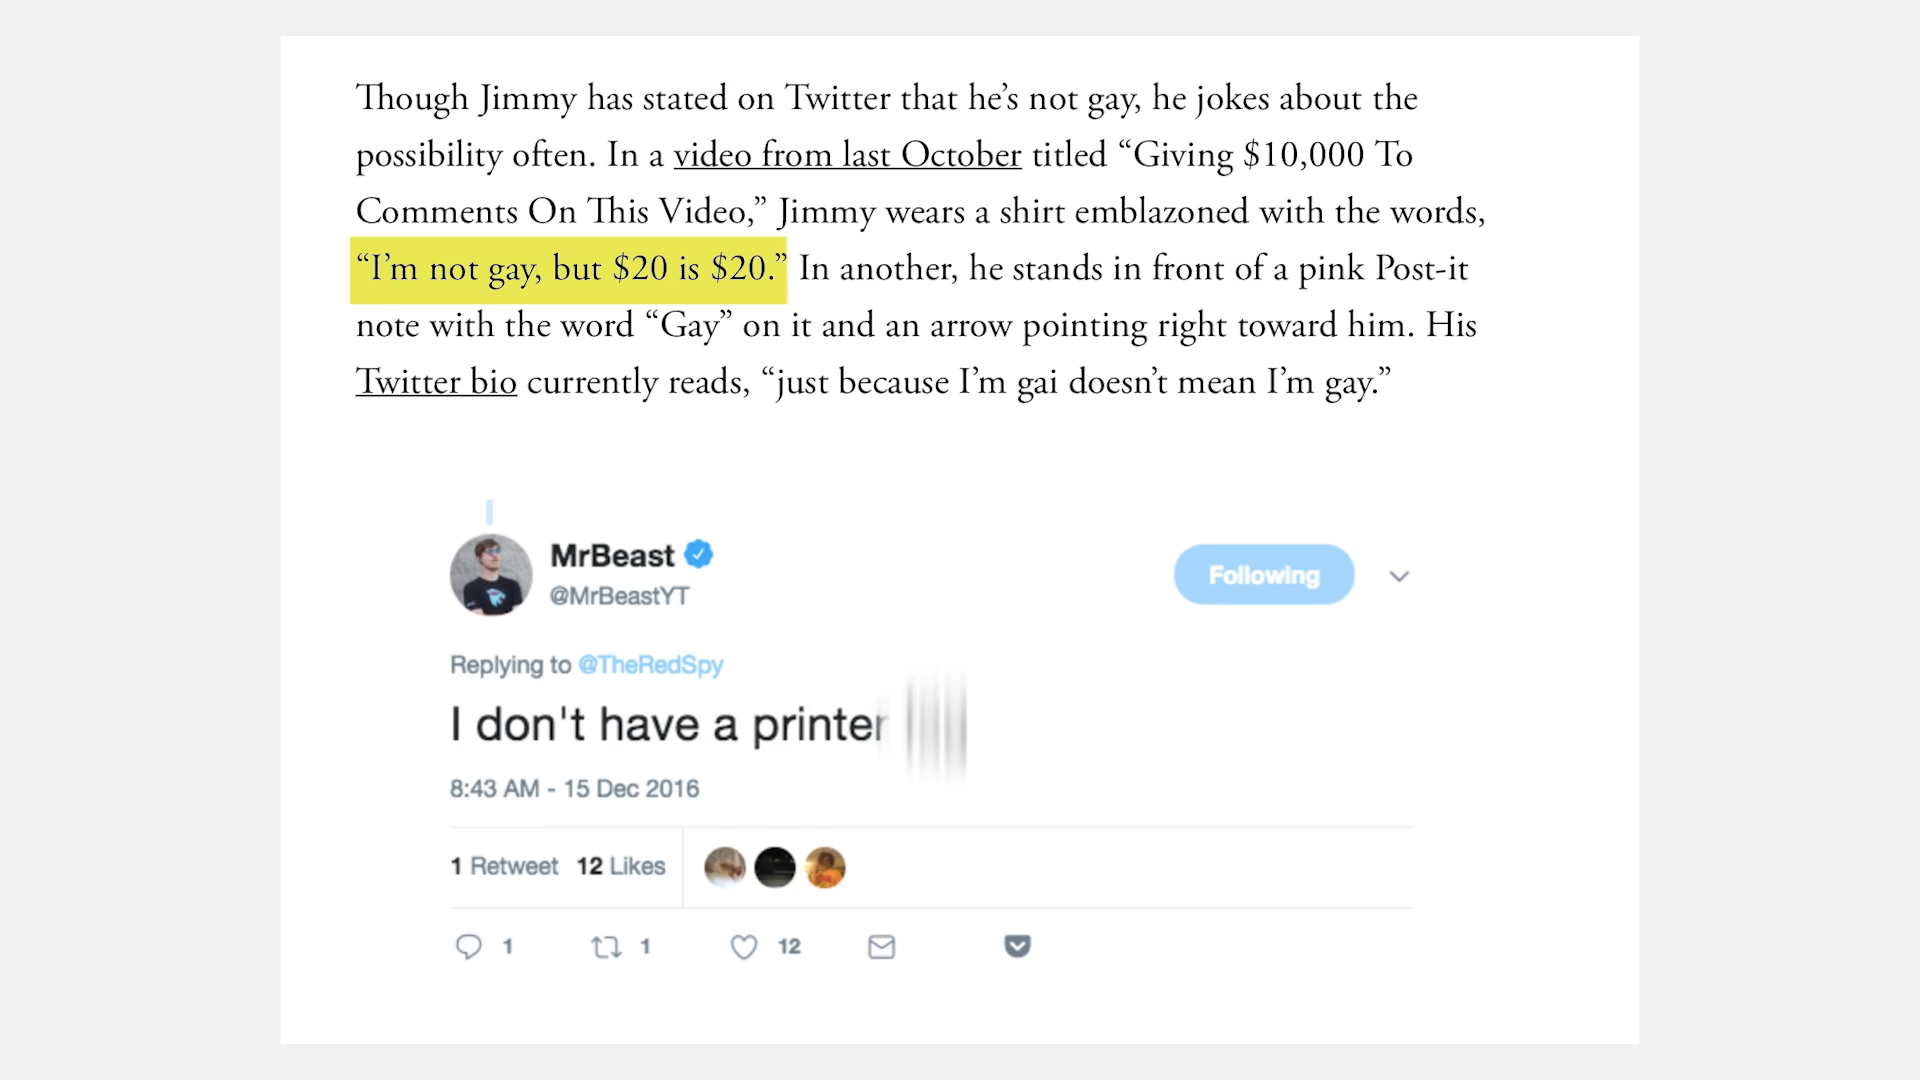 Though Jimmy has stated on Twitter that he’s not gay, he jokes about the
possibility often. In a video from last October titled “Giving $10,000 To
Comments On This Video,” Jimmy wears a shirt emblazoned with the words,
“I’m not gay, but $20 is $20.” In another, he stands in front of a pink Post-it
note with the word “Gay” on it and an arrow pointing right toward him. His
Twitter bio currently reads, “just because I’m gai doesn’t mean I’m gay.”
MrBeast
@MrBeastYT
Following
Replying to @TheRedSpy
I don't have a printer
8:43 AM - 15 Dec 2016
1 Retweet 12 Likes
1 1 12